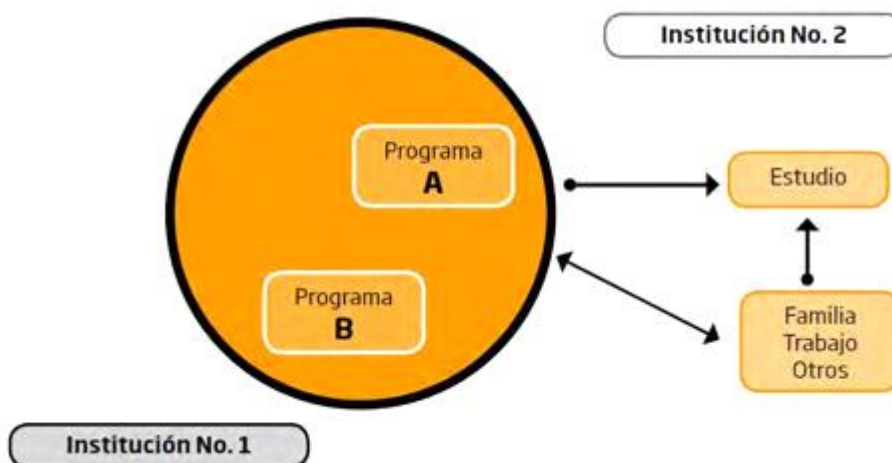 Institución No. 2
Programa
A
Estudio
Programa
B
Familia
Trabajo
Otros
Institución No. 1